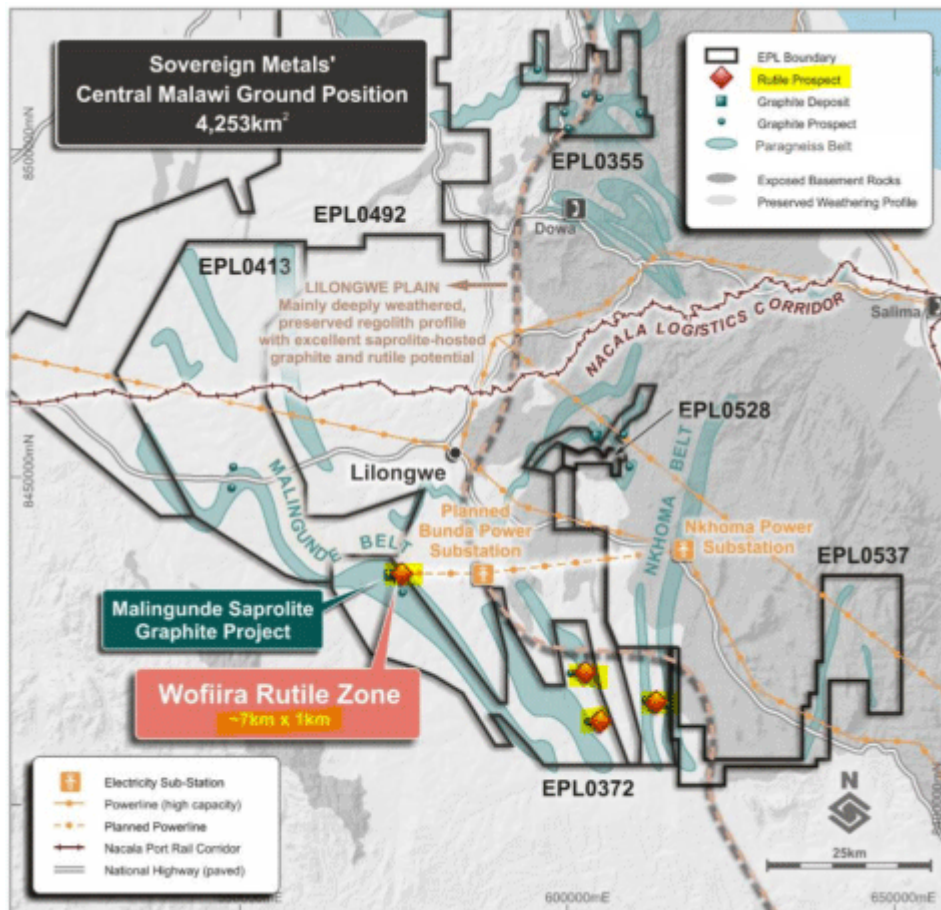 Sovereign Metals'
Central Malawi Ground Position
4,253km²
EPL Boundary
Rutile Prospect
Graphite Deposit
Graphite Prospect
Paragneiss Belt
Exposed Basement Rocks
Preserved Weathering Profile
8500000mN
EPL0355
EPL0492
Dowa
EPL0413
LILONGWE PLAIN
Mainly deeply weathered,
preserved regolith profile
with excellent saprolite-hosted
graphite and rutile potential
NACALA LOGISTICS CORRIDOR
Salima
EPL0528
8450000mN
Lilongwe
MALINGUNDE BELT
NKHOMA BELT
Planned
Bunda Power
Substation
Nkhoma Power
Substation
EPL0537
Malingunde Saprolite
Graphite Project
Wofiira Rutile Zone
~7km x 1km
EPL0372
Electricity Sub-Station
Powerline (high capacity)
Planned Powerline
Nacala Port Rail Corridor
National Highway (paved)
N
25km
600000mE
650000mE